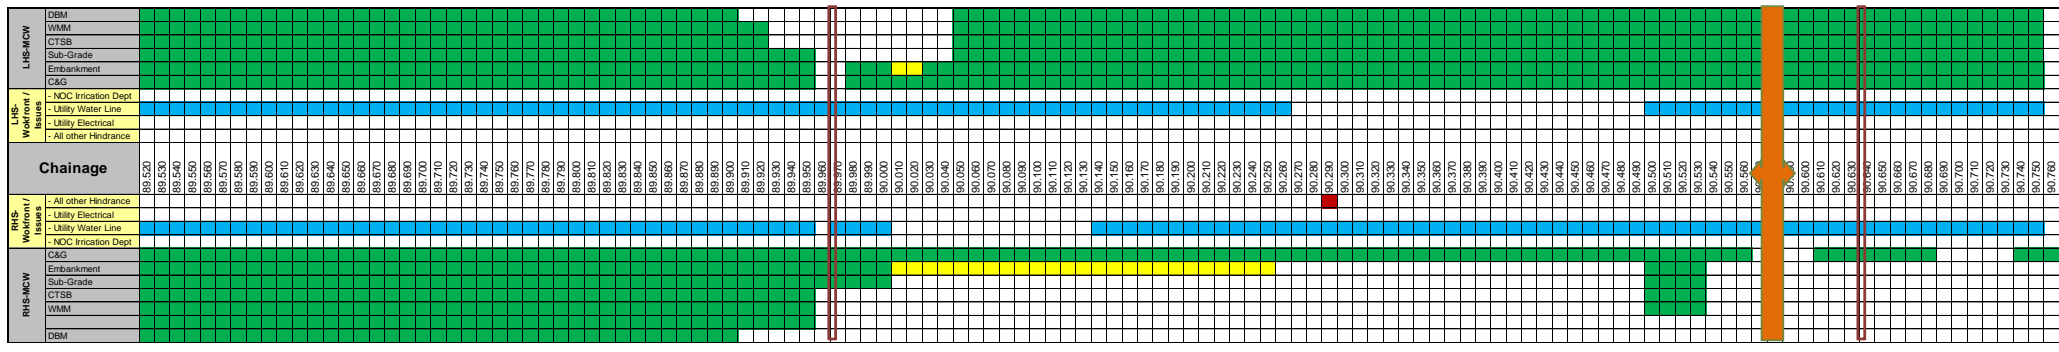 LHS-MCW
DBM
WMM
CTSB
Sub-Grade
Embankment
C&G
LHS-
Wokfront /
Issues
- NOC Irrication Dept
- Utility Water Line
- Utility Electrical
- All other Hindrance
Chainage
89.520 89.530 89.540 89.550 89.560 89.570 89.580 89.590 89.600 89.610 89.620 89.630 89.640 89.650 89.660 89.670 89.680 89.690 89.700 89.710 89.720 89.730 89.740 89.750 89.760 89.770 89.780 89.790 89.800 89.810 89.820 89.830 89.840 89.850 89.860 89.870 89.880 89.890 89.900 89.910 89.920 89.930 89.940 89.950 89.960 89.970 89.980 89.990 90.000 90.010 90.020 90.030 90.040 90.050 90.060 90.070 90.080 90.090 90.100 90.110 90.120 90.130 90.140 90.150 90.160 90.170 90.180 90.190 90.200 90.210 90.220 90.230 90.240 90.250 90.260 90.270 90.280 90.290 90.300 90.310 90.320 90.330 90.340 90.350 90.360 90.370 90.380 90.390 90.400 90.410 90.420 90.430 90.440 90.450 90.460 90.470 90.480 90.490 90.500 90.510 90.520 90.530 90.540 90.550 90.560 90.600 90.610 90.620 90.630 90.640 90.650 90.660 90.670 90.680 90.690 90.700 90.710 90.720 90.730 90.740 90.750 90.760
RHS-
Wokfront /
Issues
- All other Hindrance
- Utility Electrical
- Utility Water Line
- NOC Irrication Dept
RHS-MCW
C&G
Embankment
Sub-Grade
CTSB
WMM
DBM